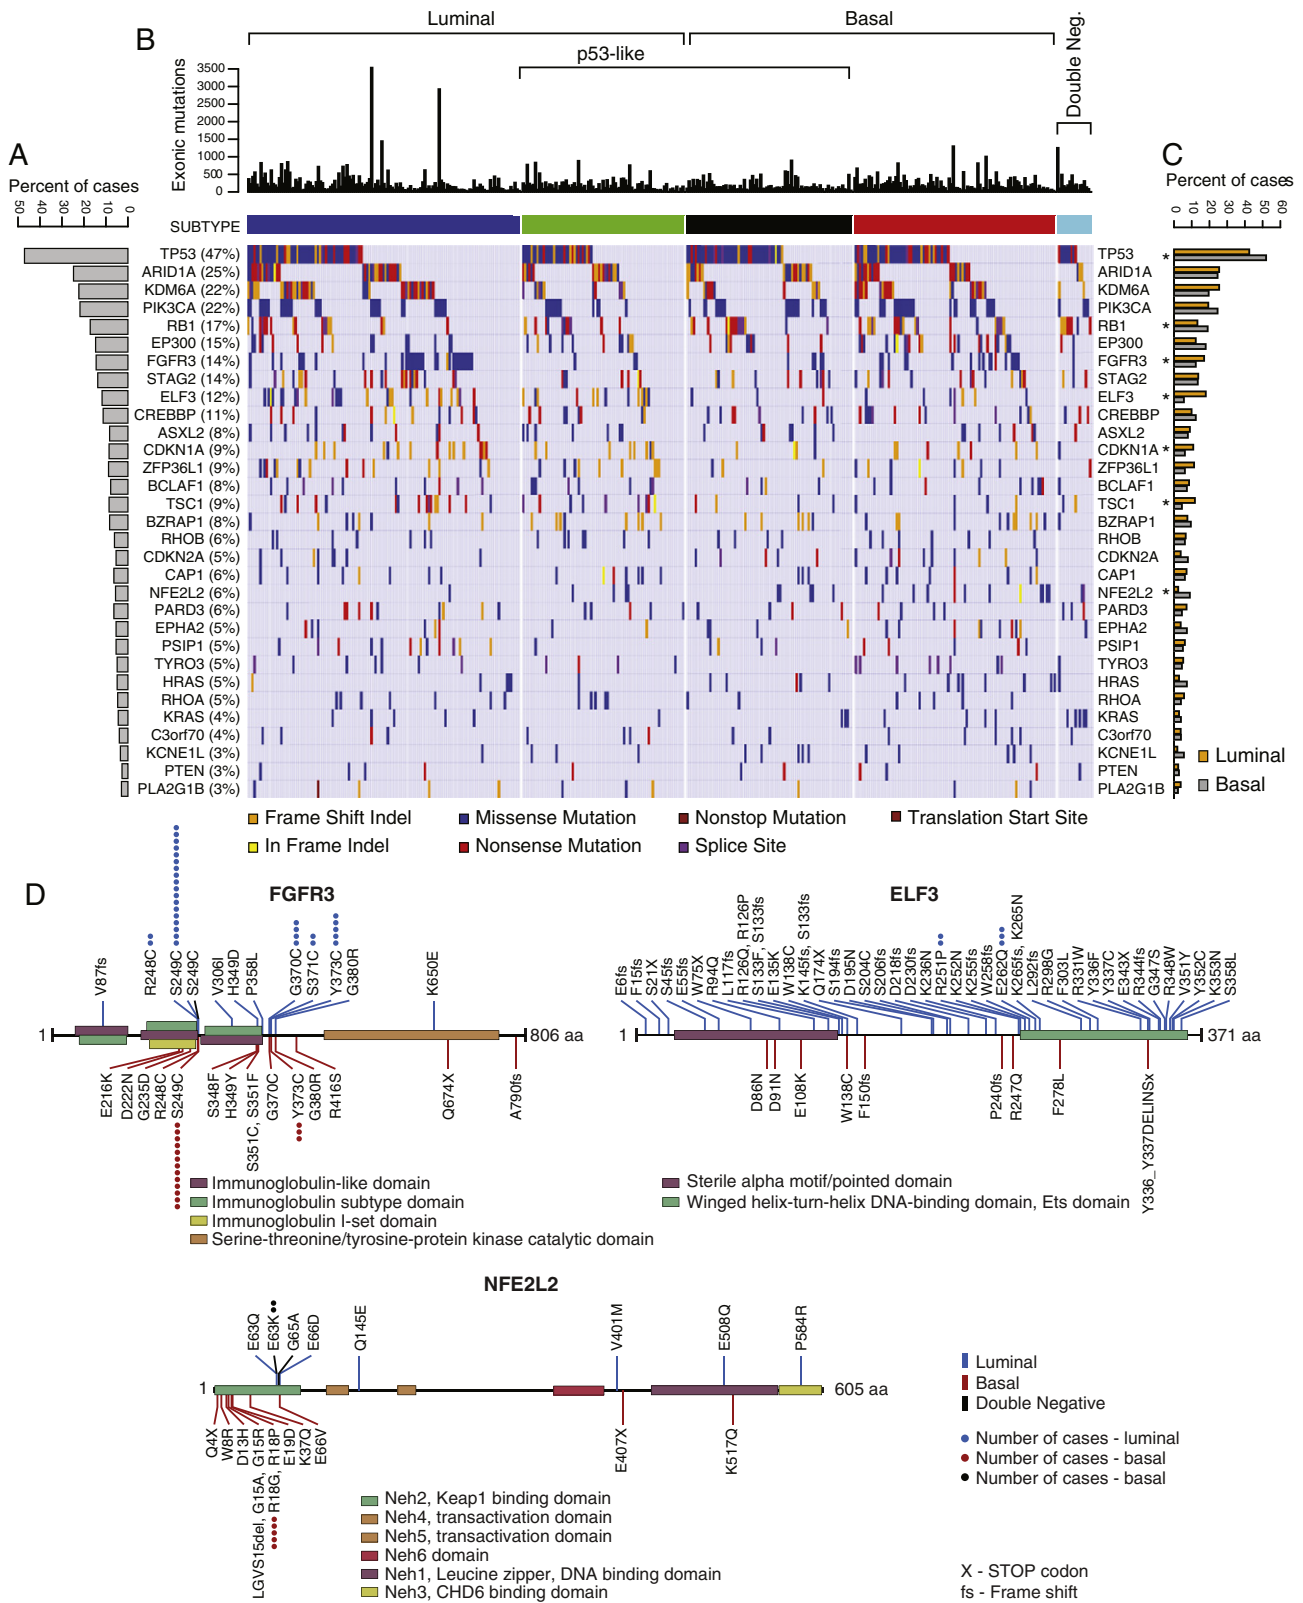 Luminal
Basal
Double Neg.
B
p53-like
Exonic mutations
3500
3000
2500
2000
1500
1000
500
0
A
Percent of cases
50 40 30 20 10 0
C
Percent of cases
0 10 20 30 40 50 60
SUBTYPE
TP53 (47%)
ARID1A (25%)
KDM6A (22%)
PIK3CA (22%)
RB1 (17%)
EP300 (15%)
FGFR3 (14%)
STAG2 (14%)
ELF3 (12%)
CREBBP (11%)
ASXL2 (8%)
CDKN1A (9%)
ZFP36L1 (9%)
BCLAF1 (8%)
TSC1 (9%)
BZRAP1 (8%)
RHOB (6%)
CDKN2A (5%)
CAP1 (6%)
NFE2L2 (6%)
PARD3 (6%)
EPHA2 (5%)
PSIP1 (5%)
TYRO3 (5%)
HRAS (5%)
RHOA (5%)
KRAS (4%)
C3orf70 (4%)
KCNE1L (3%)
PTEN (3%)
PLA2G1B (3%)
TP53 *
ARID1A
KDM6A
PIK3CA
RB1 *
EP300
FGFR3 *
STAG2
ELF3 *
CREBBP
ASXL2
CDKN1A *
ZFP36L1
BCLAF1
TSC1 *
BZRAP1
RHOB
CDKN2A
CAP1
NFE2L2 *
PARD3
EPHA2
PSIP1
TYRO3
HRAS
RHOA
KRAS
C3orf70
KCNE1L
PTEN
PLA2G1B
Luminal
Basal
Frame Shift Indel
Missense Mutation
Nonstop Mutation
Translation Start Site
In Frame Indel
Nonsense Mutation
Splice Site
D
FGFR3
V87fs
R248C
S249C
S249C
V306I
H349D
P358L
G370C
S371C
Y373C
G380R
K650E
1
806 aa
E216K
D222N
G235D
R248C
S249C
S348F
H349Y
S351C, S351F
G370C
Y373C
G380R
R416S
Q674X
A790fs
Immunoglobulin-like domain
Immunoglobulin subtype domain
Immunoglobulin I-set domain
Serine-threonine/tyrosine-protein kinase catalytic domain
ELF3
E6fs
F15fs
S21X
S45fs
E55fs
W75X
R94Q
L117fs
R126Q, R126P
S133F, S133fs
E135K
W138C
K145fs, S133fs
Q174X
S194fs
D195N
S204C
S206fs
D218fs
D230fs
K236N
R251P
K252N
K255fs
W258fs
E262Q
K265fs, K265N
L292fs
R298G
F303L
R331W
Y336F
Y337C
E343X
R344fs
G347S
R348W
Y351Y
Y352C
K353N
S358L
1
371 aa
D86N
D91N
E108K
W138C
F150fs
P240fs
R247Q
F278L
Y336_Y337DELINSx
Sterile alpha motif/pointed domain
Winged helix-turn-helix DNA-binding domain, Ets domain
NFE2L2
E63Q
E63K
G65A
E66D
Q145E
V401M
E508Q
P584R
1
605 aa
Q4X
W8R
D13H
LGVS15del, G15A, G15R
R18G, R18P
E19D
K37Q
E66V
E407X
K517Q
Neh2, Keap1 binding domain
Neh4, transactivation domain
Neh5, transactivation domain
Neh6 domain
Neh1, Leucine zipper, DNA binding domain
Neh3, CHD6 binding domain
Luminal
Basal
Double Negative
Number of cases - luminal
Number of cases - basal
Number of cases - basal
X - STOP codon
fs - Frame shift